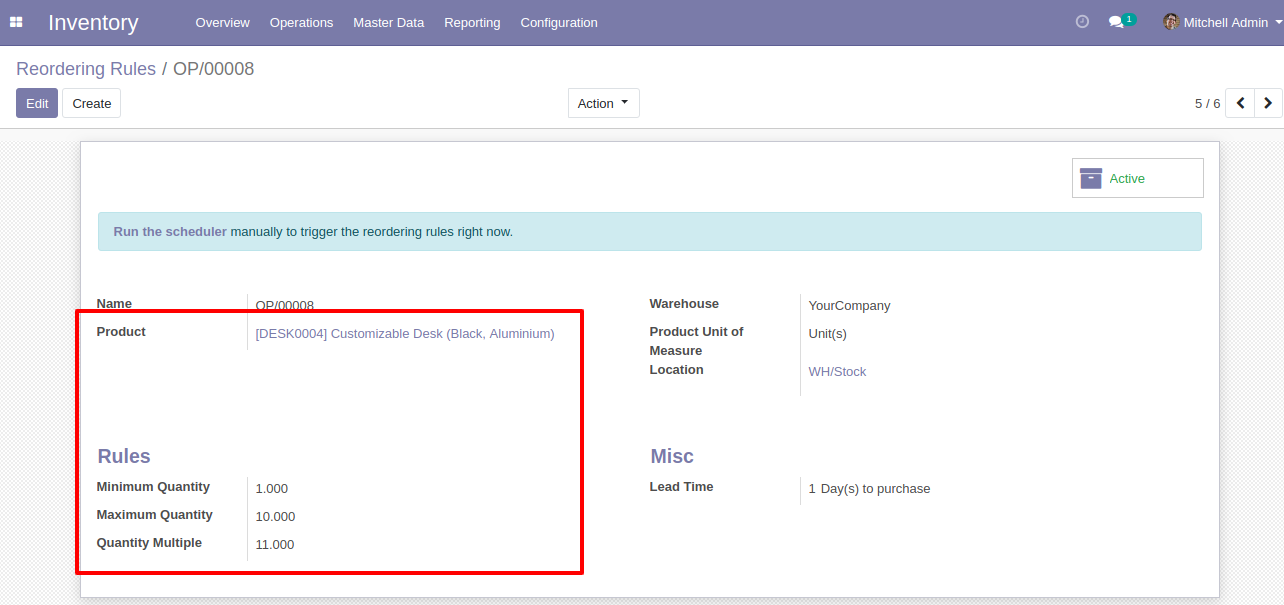 Inventory Overview Operations Master Data Reporting Configuration 1 Mitchell Admin
Reordering Rules / OP/00008
Edit Create Action 5 / 6
Active
Run the scheduler manually to trigger the reordering rules right now.
Name OP/00008 Warehouse YourCompany
Product [DESK0004] Customizable Desk (Black, Aluminium) Product Unit of Unit(s)
Measure
Location WH/Stock
Rules Misc
Minimum Quantity 1.000 Lead Time 1 Day(s) to purchase
Maximum Quantity 10.000
Quantity Multiple 11.000